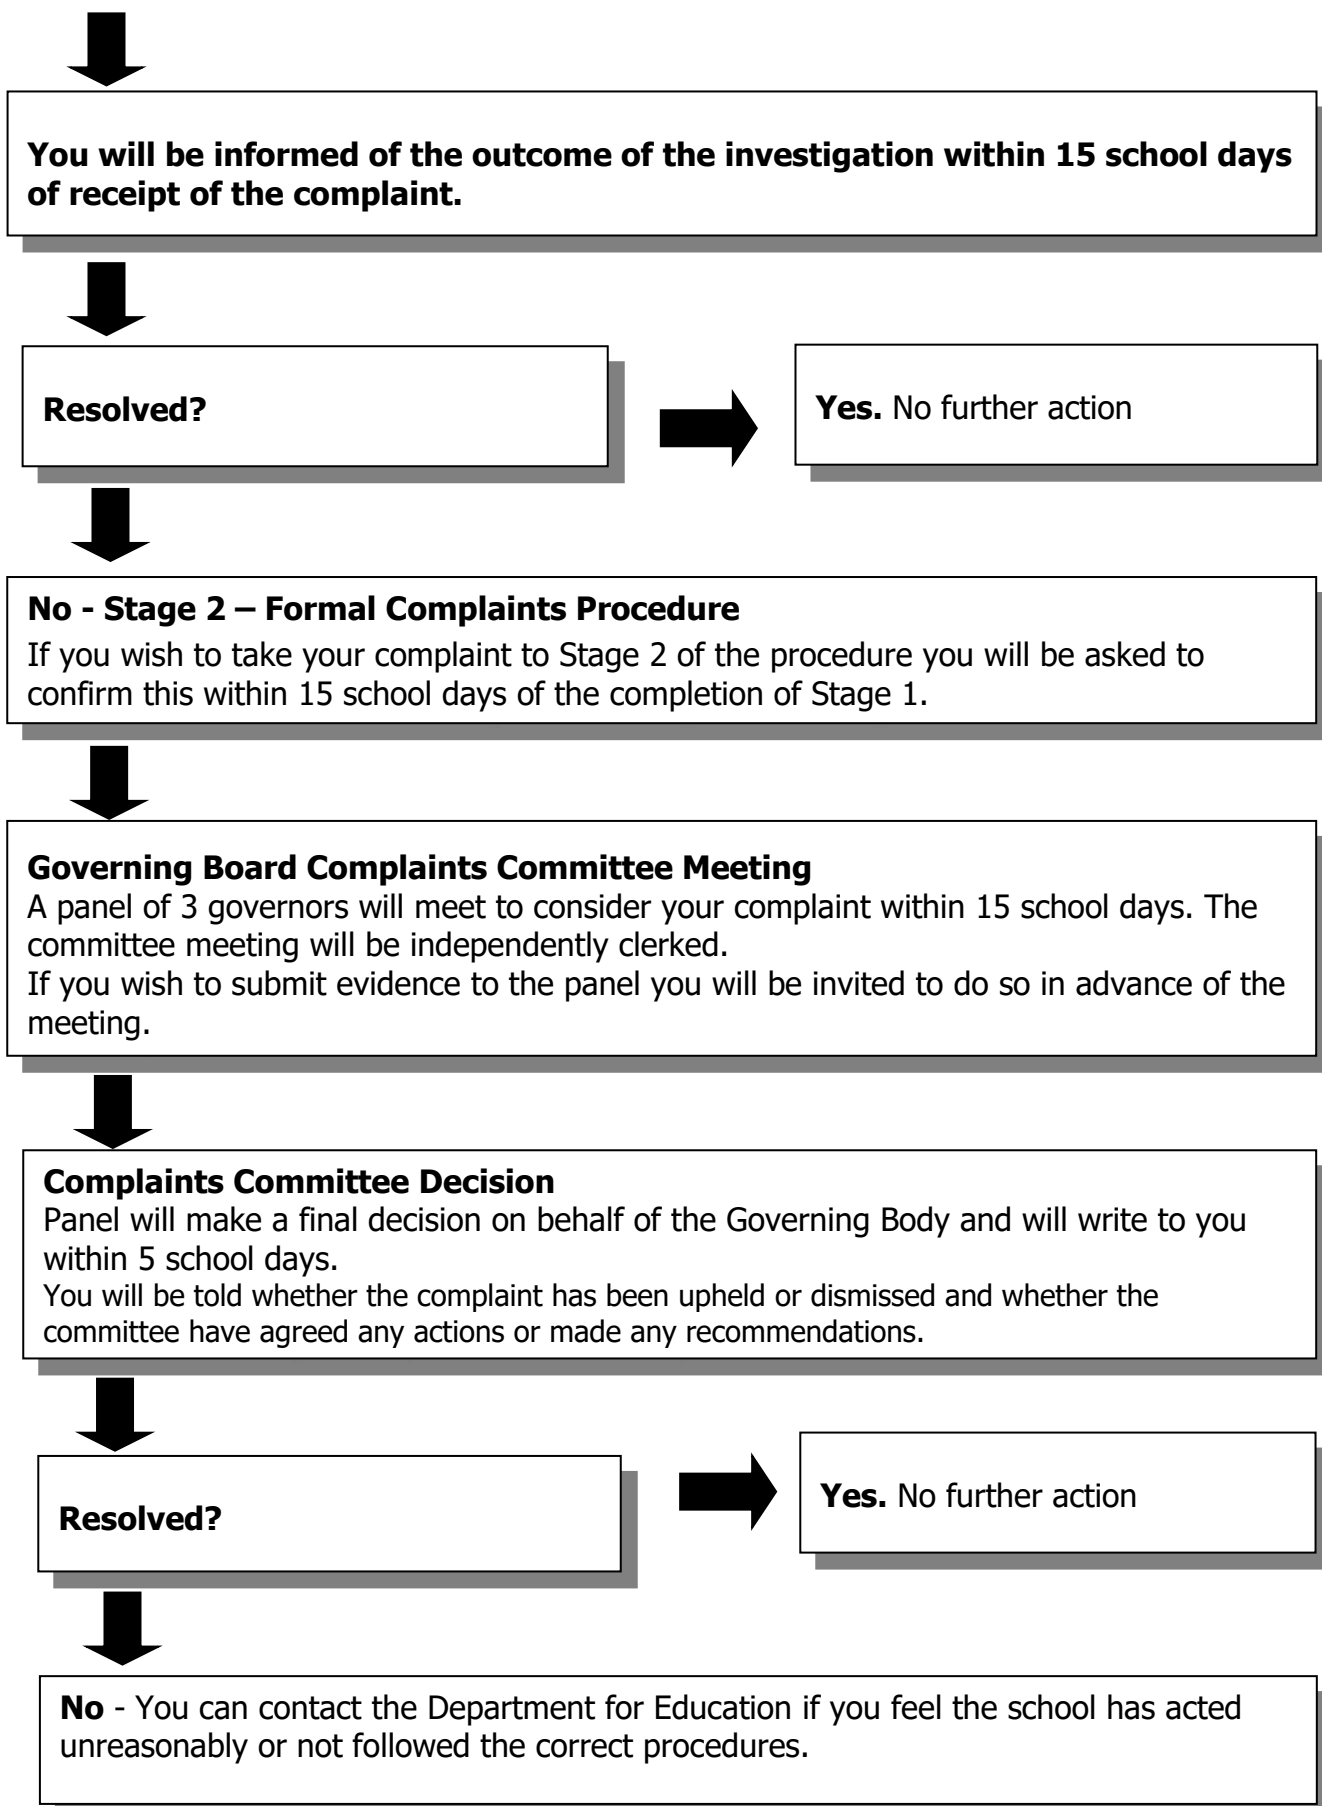 You will be informed of the outcome of the investigation within 15 school days
of receipt of the complaint.
Resolved?
Yes. No further action
No - Stage 2 – Formal Complaints Procedure
If you wish to take your complaint to Stage 2 of the procedure you will be asked to
confirm this within 15 school days of the completion of Stage 1.
Governing Board Complaints Committee Meeting
A panel of 3 governors will meet to consider your complaint within 15 school days. The
committee meeting will be independently clerked.
If you wish to submit evidence to the panel you will be invited to do so in advance of the
meeting.
Complaints Committee Decision
Panel will make a final decision on behalf of the Governing Body and will write to you
within 5 school days.
You will be told whether the complaint has been upheld or dismissed and whether the
committee have agreed any actions or made any recommendations.
Resolved?
Yes. No further action
No - You can contact the Department for Education if you feel the school has acted
unreasonably or not followed the correct procedures.